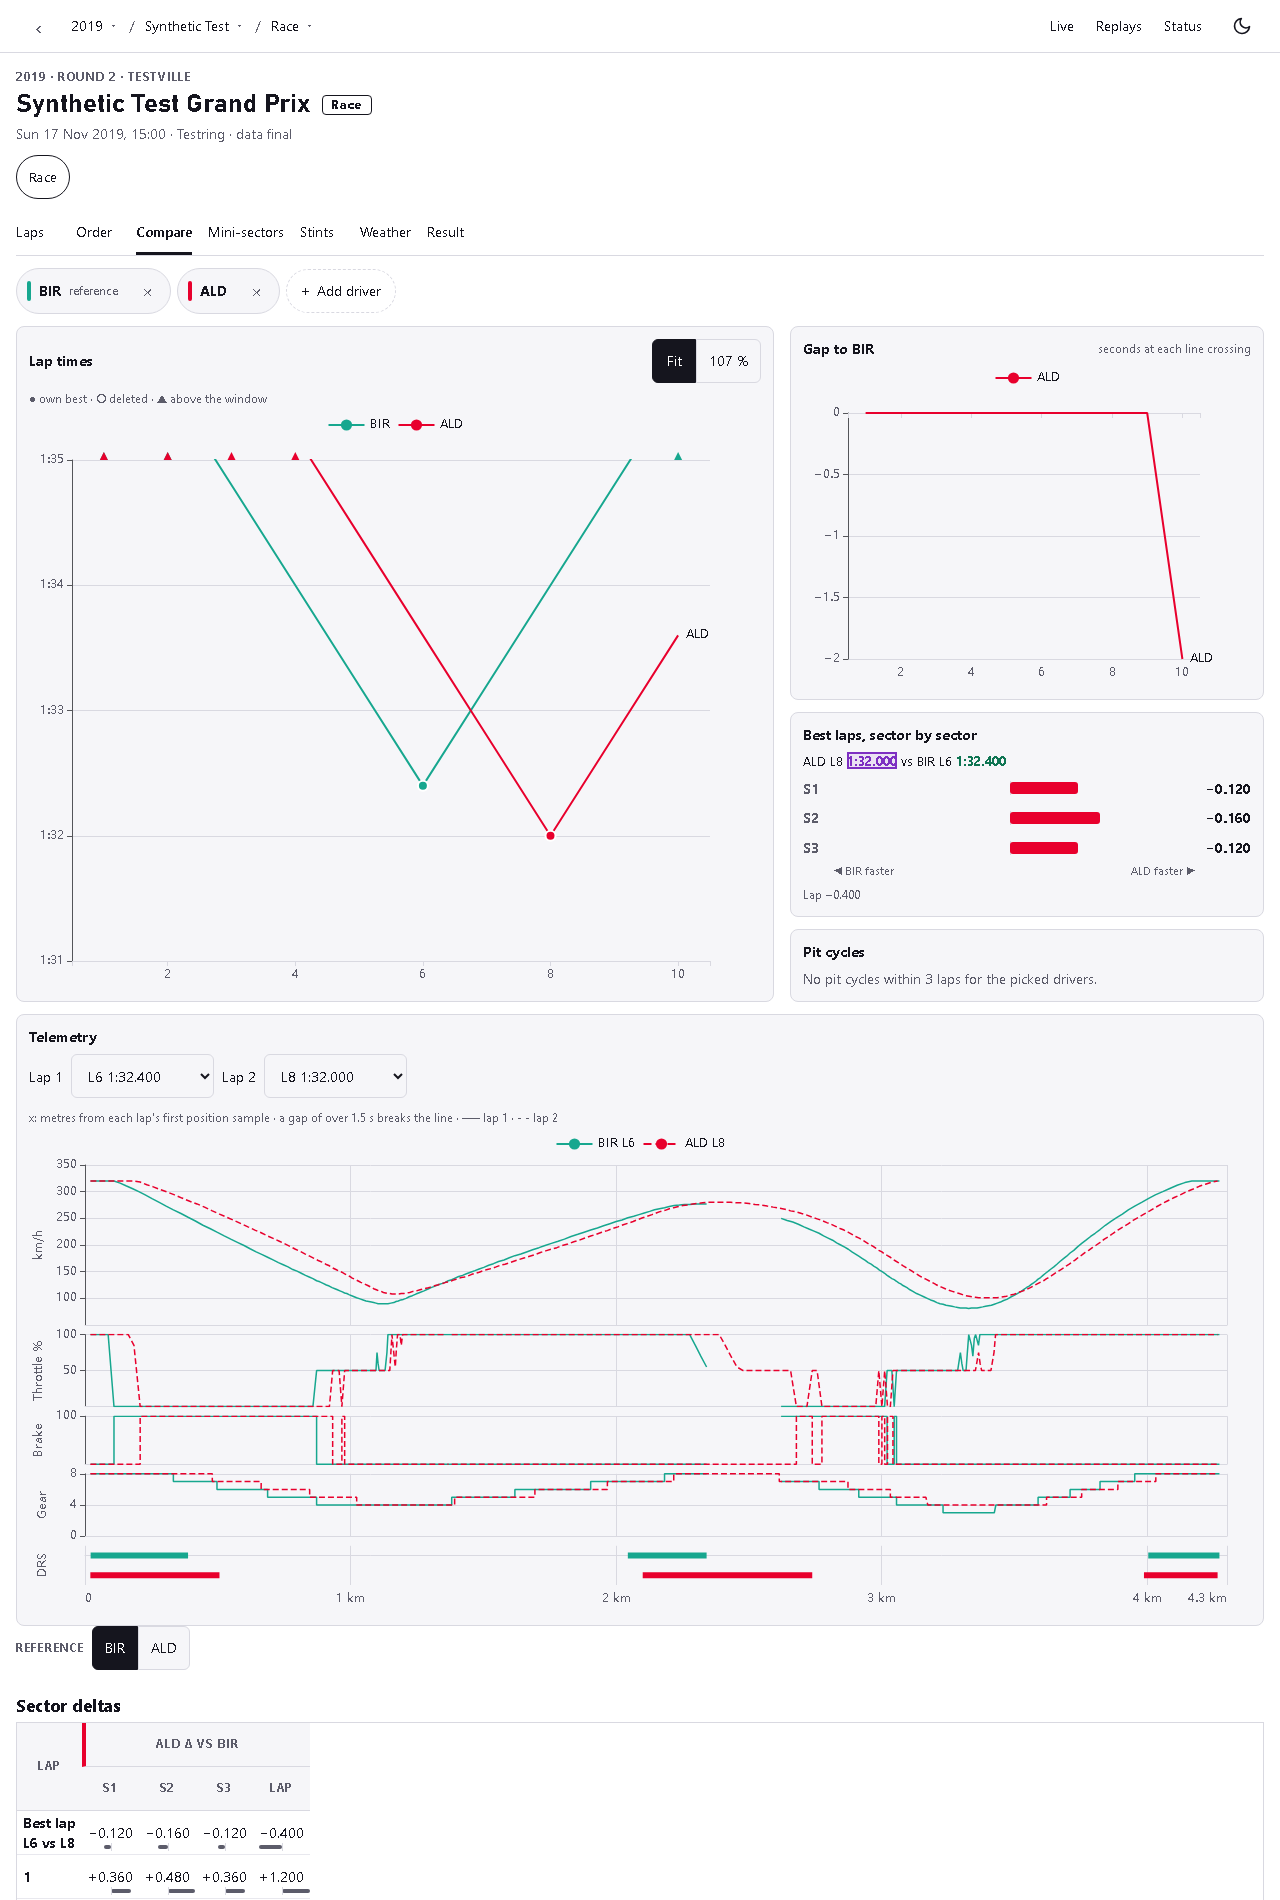 ‹ 2019 / Synthetic Test / Race Live Replays Status
2019 · ROUND 2 · TESTVILLE
Synthetic Test Grand Prix Race
Sun 17 Nov 2019, 15:00 · Testring · data final
Race
Laps Order Compare Mini-sectors Stints Weather Result
BIR reference × ALD × + Add driver
Lap times Fit 107 %
● own best · O deleted · ▲ above the window
BIR ALD
1:35
1:34
1:33
1:32
1:31
ALD
2 4 6 8 10
Gap to BIR seconds at each line crossing
ALD
0
−0.5
−1
−1.5
−2
ALD
2 4 6 8 10
Best laps, sector by sector
ALD L8 1:32.000 vs BIR L6 1:32.400
S1 −0.120
S2 −0.160
S3 −0.120
◀ BIR faster ALD faster ▶
Lap −0.400
Pit cycles
No pit cycles within 3 laps for the picked drivers.
Telemetry
Lap 1 L6 1:32.400 Lap 2 L8 1:32.000
x: metres from each lap's first position sample · a gap of over 1.5 s breaks the line · — lap 1 · - - lap 2
BIR L6 ALD L8
km/h
350
300
250
200
150
100
Throttle %
100
50
Brake
100
Gear
8
4
0
DRS
0 1 km 2 km 3 km 4 km 4.3 km
REFERENCE BIR ALD
Sector deltas
LAP ALD Δ VS BIR
S1 S2 S3 LAP
Best lap
L6 vs L8 −0.120 −0.160 −0.120 −0.400
1 +0.360 +0.480 +0.360 +1.200